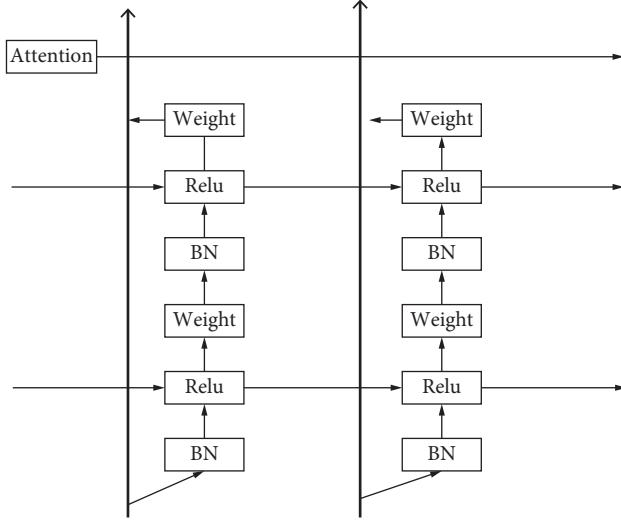 Attention
Weight Weight
Relu Relu
BN BN
Weight Weight
Relu Relu
BN BN